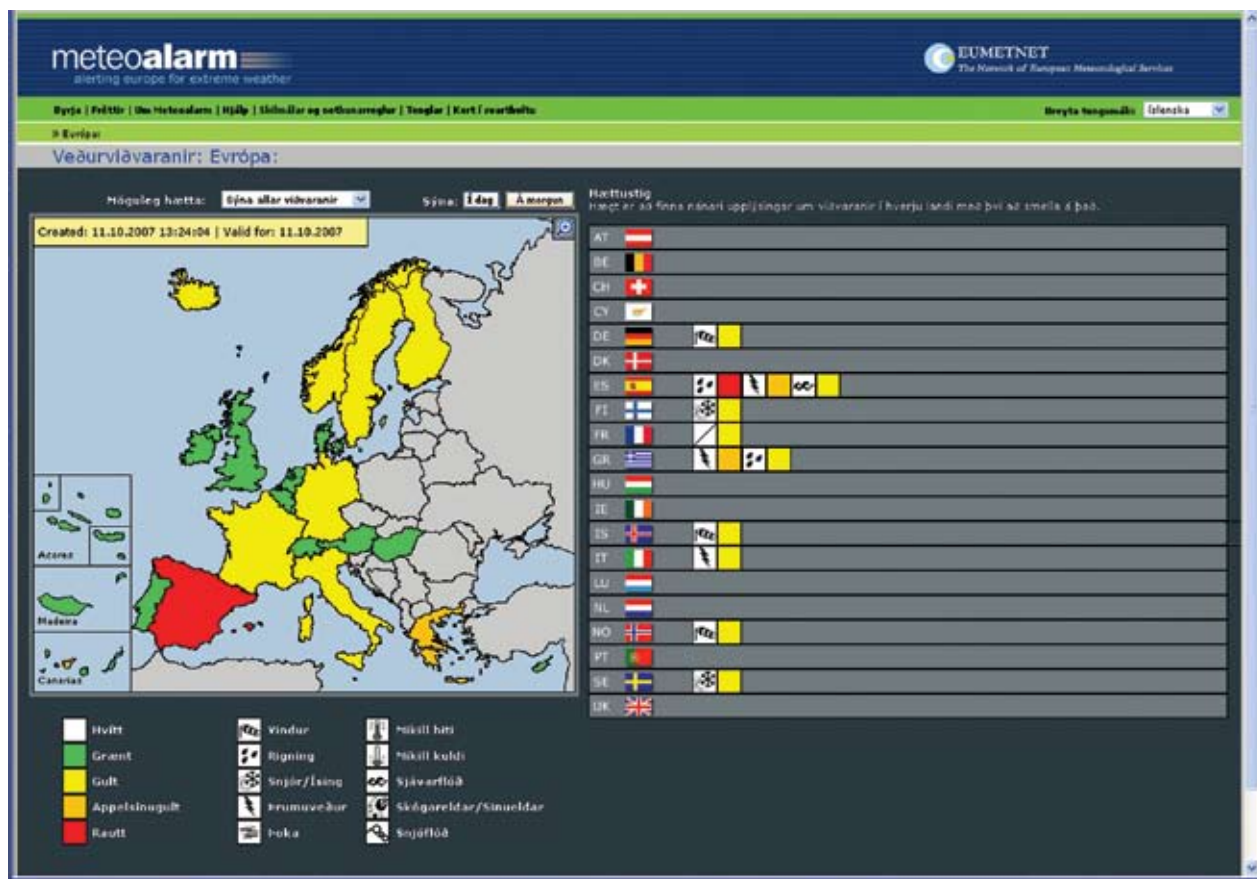 meteoalarm
alerting europe for extreme weather
EUMETNET
The Network of European Meteorological Services
Byrja | Fréttir | Um Meteoalarm | Hjálp | Skilmálar og notkunarreglur | Tenglar | Kort í svarthvítu
Breyta tungumáli: Íslenska
» Evrópa:
Veðurviðvaranir: Evrópa:
Möguleg hætta: Sýna allar viðvaranir Sýna: Í dag Á morgun
Created: 11.10.2007 13:24:04 | Valid for: 11.10.2007
Acores
Madeira
Canarias
Hættustig
Hægt er að finna nánari upplýsingar um viðvaranir í hverju landi með því að smella á það.
AT
BE
CH
CY
DE
DK
ES
FI
FR
GR
HU
IE
IS
IT
LU
NL
NO
PT
SE
UK
Hvítt
Grænt
Gult
Appelsínugult
Rautt
Vindur
Rigning
Snjór/Ísing
Þrumuveður
Þoka
Mikill hiti
Mikill kuldi
Sjávarflóð
Skógareldar/Sinueldar
Snjóflóð